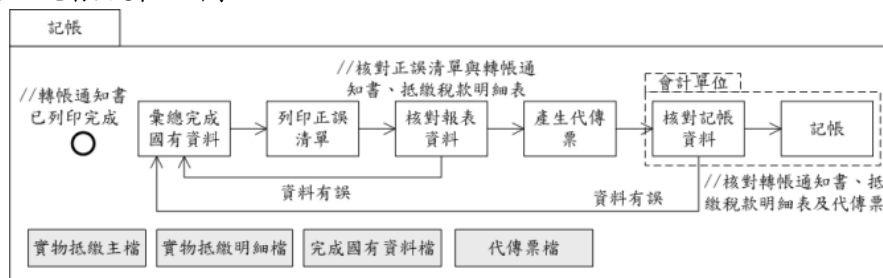 記帳
//核對正誤清單與轉帳通
知書、抵繳稅款明細表
會計單位
//轉帳通知書
已列印完成
彙總完成
國有資料
列印正誤
清單
核對報表
資料
產生代傳
票
核對記帳
資料
記帳
資料有誤
資料有誤
//核對轉帳通知書、抵
繳稅款明細表及代傳票
實物抵繳主檔
實物抵繳明細檔
完成國有資料檔
代傳票檔